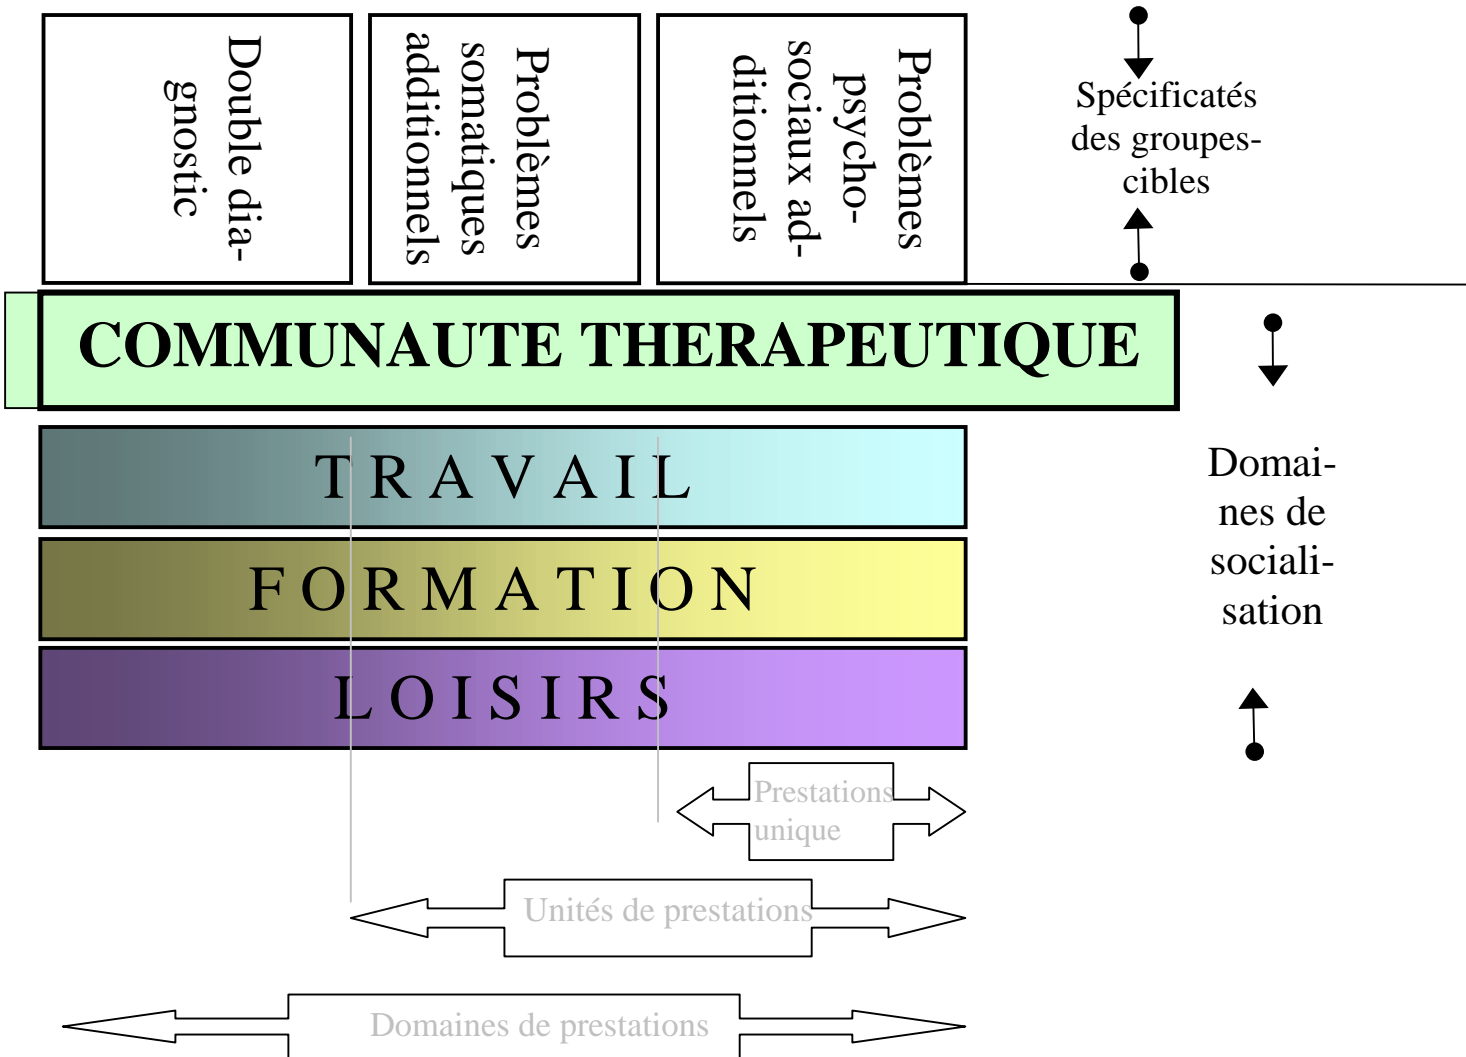 Double dia-
gnostic
Problèmes
somatiques
additionnels
Problèmes
psycho-
sociaux ad-
ditionnels
Spécificatés
des groupes-
cibles
COMMUNAUTE THERAPEUTIQUE
TRAVAIL
FORMATION
LOISIRS
Domai-
nes de
sociali-
sation
Prestations
unique
Unités de prestations
Domaines de prestations